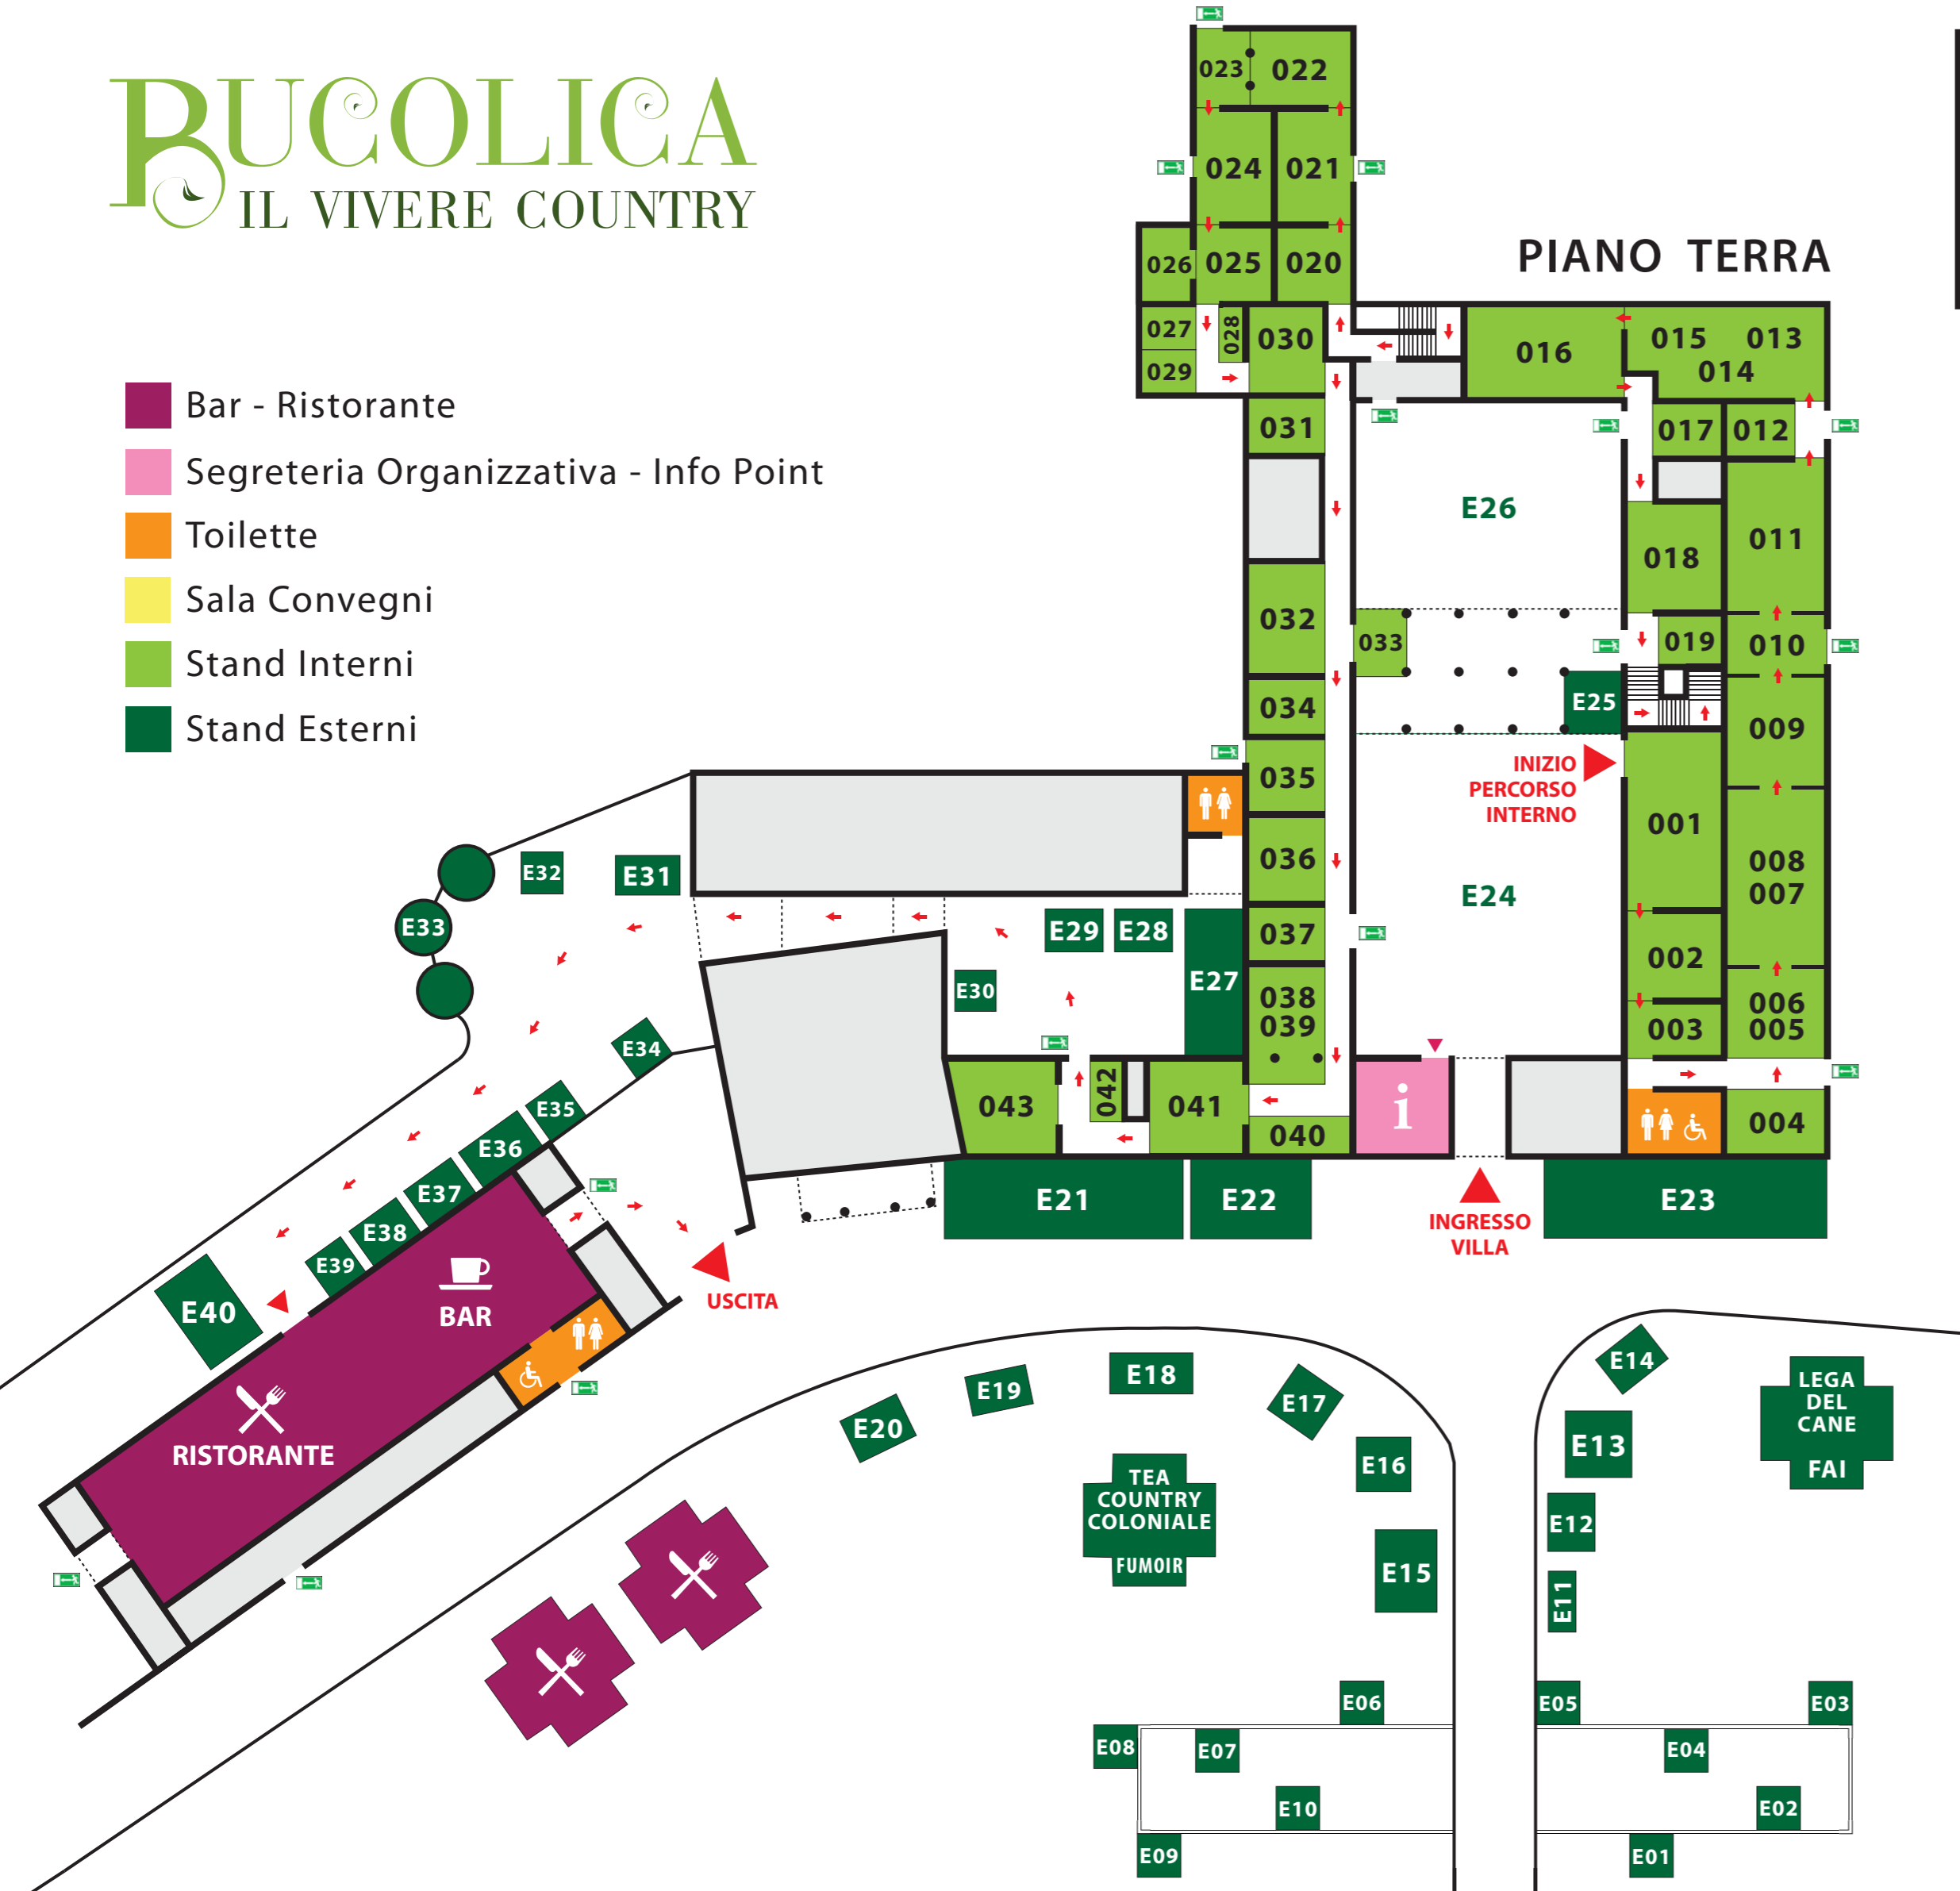 BUCOLICA
IL VIVERE COUNTRY
Bar - Ristorante
Segreteria Organizzativa - Info Point
Toilette
Sala Convegni
Stand Interni
Stand Esterni
PIANO TERRA
023
022
024
021
026
025
020
027
028
030
029
016
015
013
014
031
017
012
E26
011
018
032
033
019
010
034
E25
009
035
INIZIO
PERCORSO
INTERNO
001
036
008
007
E24
E32
E31
E33
E29
E28
037
002
E27
E30
038
039
006
005
003
E34
043
042
041
i
040
004
E35
E36
E37
E38
E39
E40
E21
E22
E23
INGRESSO
VILLA
USCITA
BAR
RISTORANTE
E20
E19
E18
E17
E16
E14
E13
LEGA
DEL
CANE
FAI
TEA
COUNTRY
COLONIALE
FUMOIR
E15
E12
E11
E06
E05
E03
E08
E07
E04
E10
E02
E09
E01